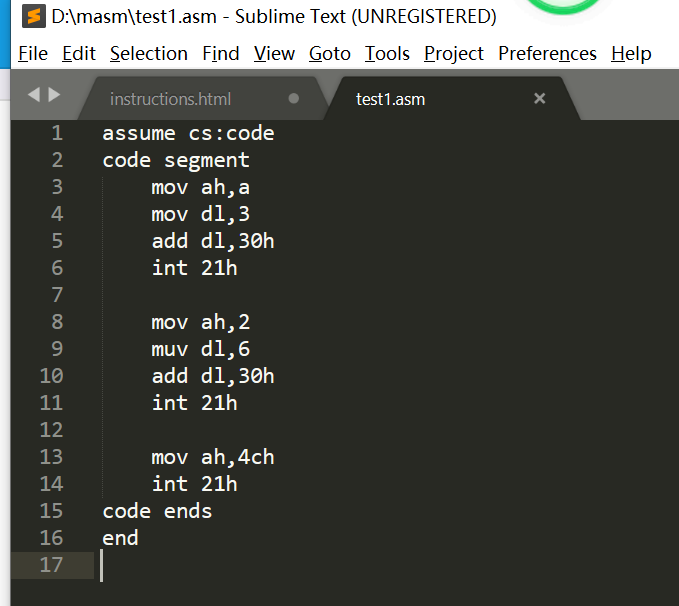 D:\masm\test1.asm - Sublime Text (UNREGISTERED)
File Edit Selection Find View Goto Tools Project Preferences Help
instructions.html test1.asm
1 assume cs:code
2 code segment
3 mov ah,a
4 mov dl,3
5 add dl,30h
6 int 21h
7
8 mov ah,2
9 muv dl,6
10 add dl,30h
11 int 21h
12
13 mov ah,4ch
14 int 21h
15 code ends
16 end
17